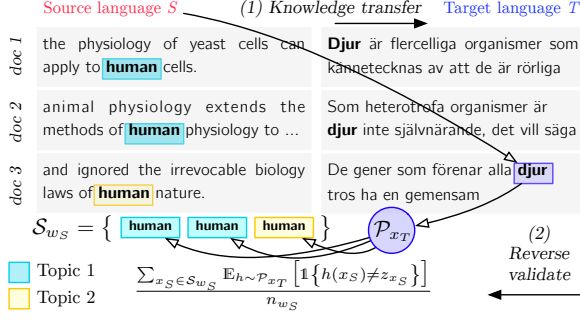 Source language S (1) Knowledge transfer Target language T
doc 1
the physiology of yeast cells can
apply to human cells.
Djur är flercelliga organismer som
kännetecknas av att de är rörliga
doc 2
animal physiology extends the
methods of human physiology to ...
Som heterotrofa organismer är
djur inte självnärande, det vill säga
doc 3
and ignored the irrevocable biology
laws of human nature.
De gener som förenar alla djur
tros ha en gemensam
𝒮_{w_S} = { human human human } 𝒫_{x_T}
(2)
Reverse
validate
Topic 1
Topic 2
∑_{x_S∈𝒮_{w_S}} 𝔼_{h∼𝒫_{x_T}} [𝟙{h(x_S)≠z_{x_S}}]
n_{w_S}